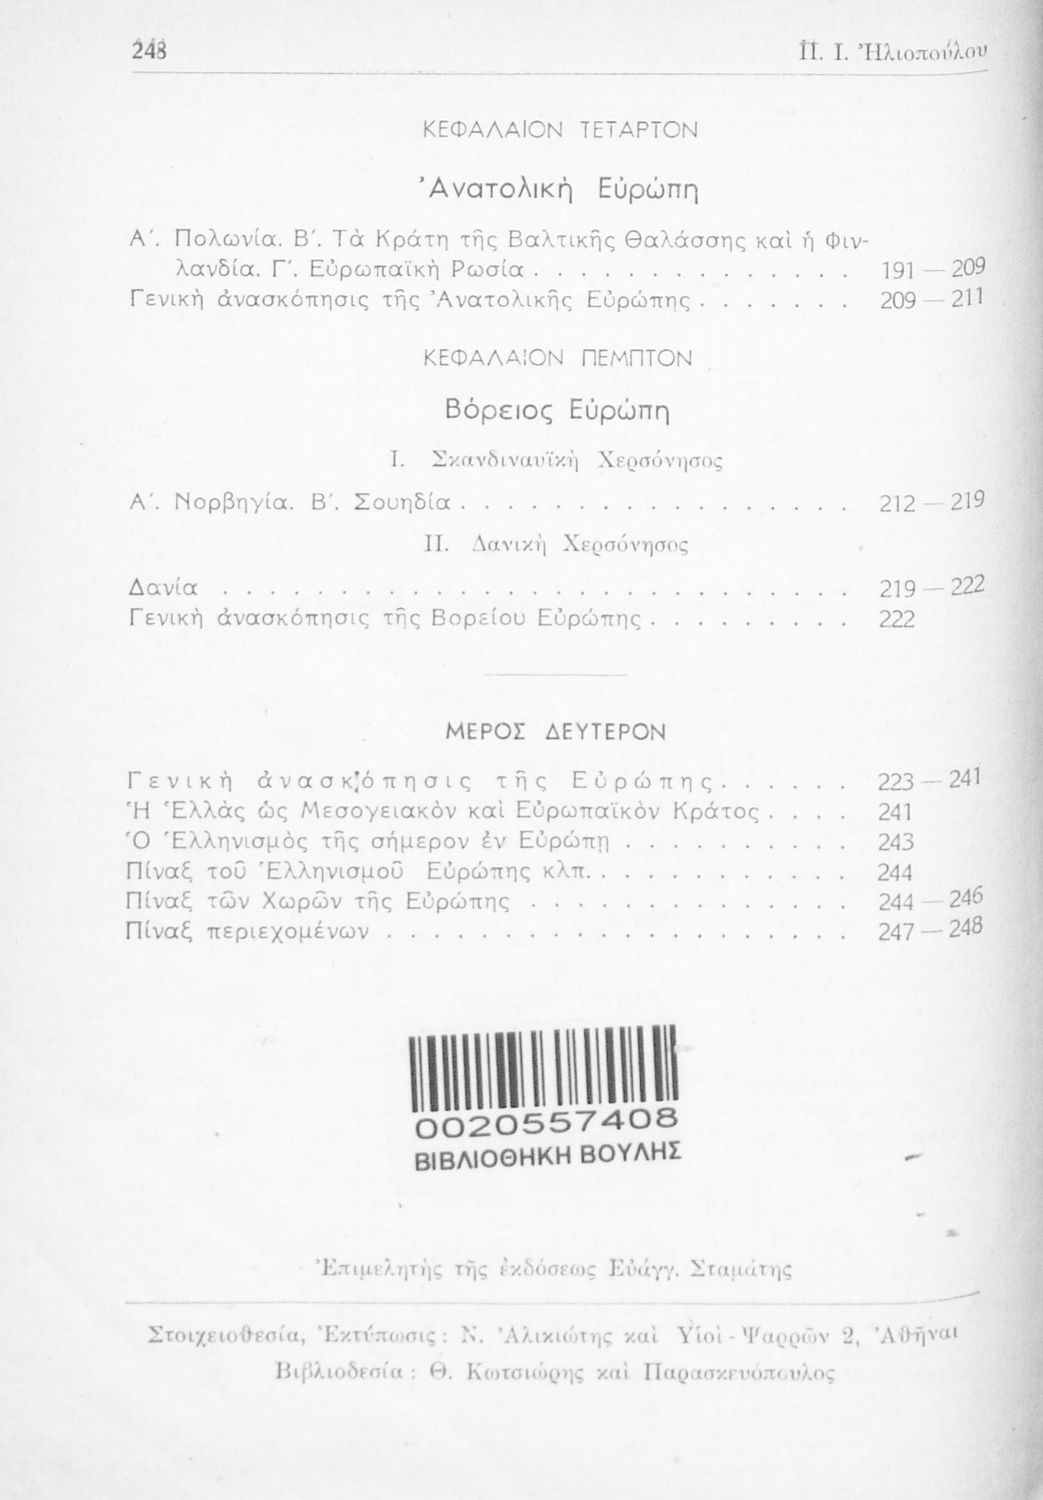 248 Π. Ι. Ἡλιοπούλου
ΚΕΦΑΛΑΙΟΝ ΤΕΤΑΡΤΟΝ
Ἀνατολικὴ Εὐρώπη
Α΄. Πολωνία. Β΄. Τὰ Κράτη τῆς Βαλτικῆς Θαλάσσης καὶ ἡ Φιν-
λανδία. Γ΄. Εὐρωπαϊκὴ Ρωσία . . . . . . . . . . . . . . 191 — 209
Γενικὴ ἀνασκόπησις τῆς Ἀνατολικῆς Εὐρώπης . . . . . . . 209 — 211
ΚΕΦΑΛΑΙΟΝ ΠΕΜΠΤΟΝ
Βόρειος Εὐρώπη
Ι. Σκανδιναυϊκὴ Χερσόνησος
Α΄. Νορβηγία. Β΄. Σουηδία . . . . . . . . . . . . . . . . . 212 — 219
ΙΙ. Δανικὴ Χερσόνησος
Δανία . . . . . . . . . . . . . . . . . . . . . . . . . . . 219 — 222
Γενικὴ ἀνασκόπησις τῆς Βορείου Εὐρώπης . . . . . . . . . 222
ΜΕΡΟΣ ΔΕΥΤΕΡΟΝ
Γενικὴ ἀνασκόπησις τῆς Εὐρώπης . . . . . . 223 — 241
Ἡ Ἑλλὰς ὡς Μεσογειακὸν καὶ Εὐρωπαϊκὸν Κράτος . . . . 241
Ὁ Ἑλληνισμὸς τῆς σήμερον ἐν Εὐρώπῃ . . . . . . . . . . 243
Πίναξ τοῦ Ἑλληνισμοῦ Εὐρώπης κλπ. . . . . . . . . . . . 244
Πίναξ τῶν Χωρῶν τῆς Εὐρώπης . . . . . . . . . . . . . . 244 — 246
Πίναξ περιεχομένων . . . . . . . . . . . . . . . . . . . . 247 — 248
0020557408
ΒΙΒΛΙΟΘΗΚΗ ΒΟΥΛΗΣ
Ἐπιμελητὴς τῆς ἐκδόσεως Εὐάγγ. Σταμάτης
Στοιχειοθεσία, Ἐκτύπωσις : Ν. Ἀλικιώτης καὶ Υἱοὶ - Ψαρρῶν 2, Ἀθῆναι
Βιβλιοδεσία : Θ. Κωτσιώρης καὶ Παρασκευόπουλος